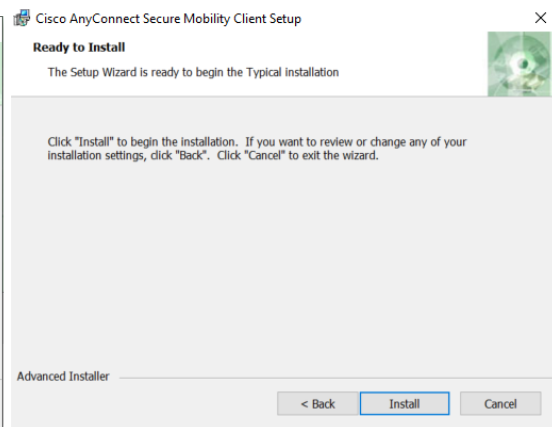 Cisco AnyConnect Secure Mobility Client Setup
Ready to Install
The Setup Wizard is ready to begin the Typical installation
Click "Install" to begin the installation.  If you want to review or change any of your
installation settings, click "Back".  Click "Cancel" to exit the wizard.
Advanced Installer
< Back Install Cancel